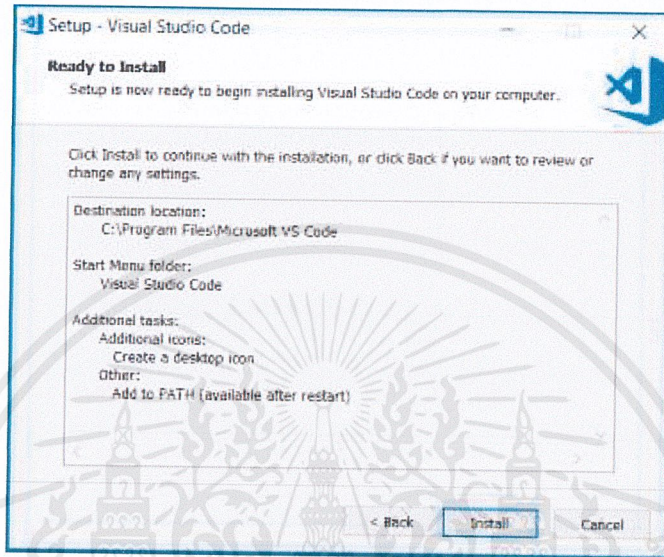 Setup - Visual Studio Code
Ready to Install
Setup is now ready to begin installing Visual Studio Code on your computer.
Click Install to continue with the installation, or click Back if you want to review or
change any settings.
Destination location:
C:\Program Files\Microsoft VS Code
Start Menu folder:
Visual Studio Code
Additional tasks:
Additional icons:
Create a desktop icon
Other:
Add to PATH (available after restart)
< Back
Install
Cancel